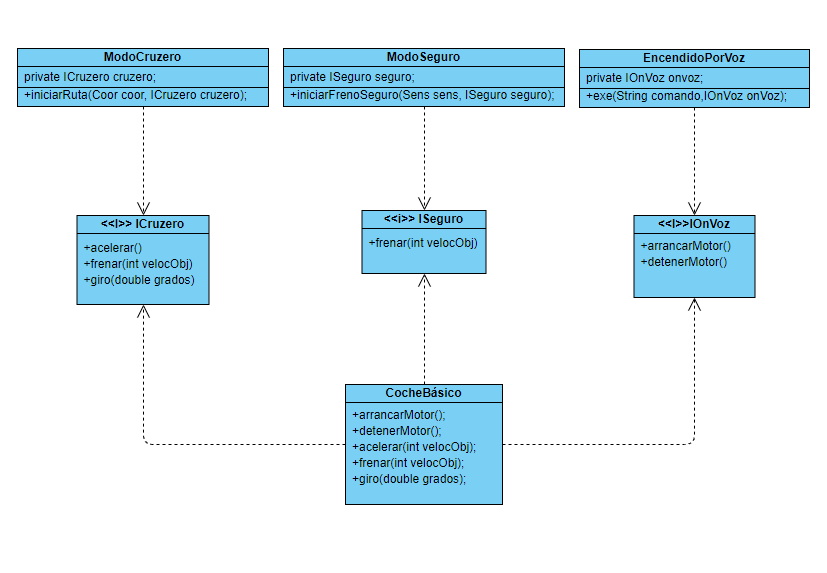 ModoCruzero
private ICruzero cruzero;
+iniciarRuta(Coor coor, ICruzero cruzero);
ModoSeguro
private ISeguro seguro;
+iniciarFrenoSeguro(Sens sens, ISeguro seguro);
EncendidoPorVoz
private IOnVoz onvoz;
+exe(String comando,IOnVoz onVoz);
<<I>> ICruzero
+acelerar()
+frenar(int velocObj)
+giro(double grados)
<<i>> ISeguro
+frenar(int velocObj)
<<I>>IOnVoz
+arrancarMotor()
+detenerMotor()
CocheBásico
+arrancarMotor();
+detenerMotor();
+acelerar(int velocObj);
+frenar(int velocObj);
+giro(double grados);